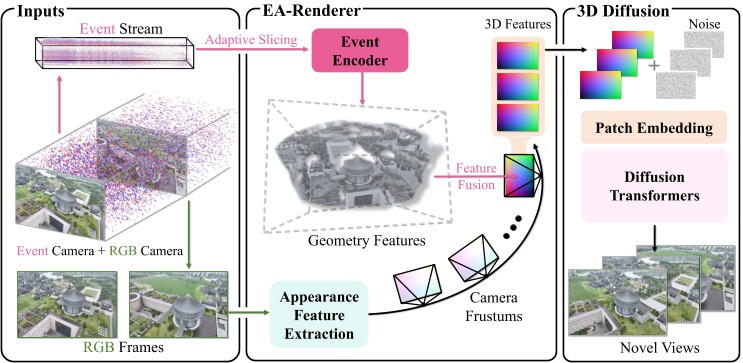 Inputs
Event Stream
Event Camera + RGB Camera
RGB Frames
EA-Renderer
Adaptive Slicing
Event
Encoder
3D Features
Feature
Fusion
Geometry Features
Appearance
Feature
Extraction
Camera
Frustums
3D Diffusion
Noise
+
Patch Embedding
Diffusion
Transformers
Novel Views